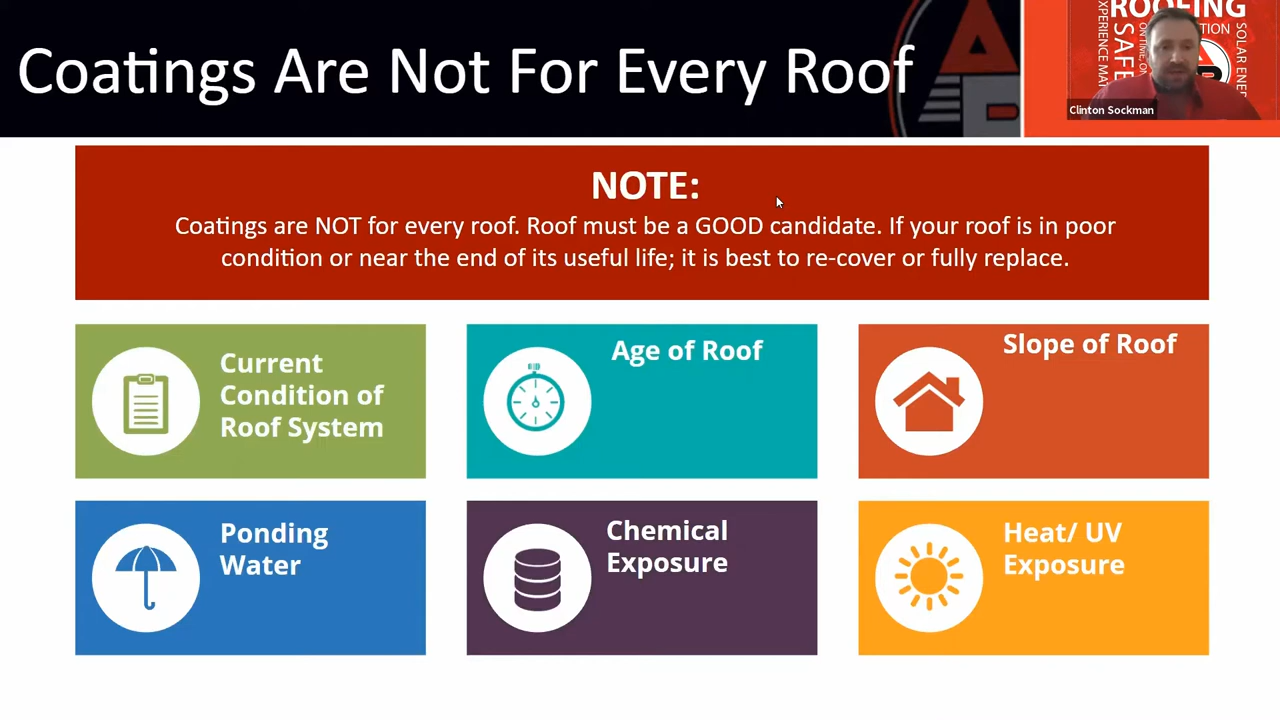 Coatings Are Not For Every Roof
ROOFING
SAFE
SOLAR ENE
Clinton Sockman
NOTE:
Coatings are NOT for every roof. Roof must be a GOOD candidate. If your roof is in poor
condition or near the end of its useful life; it is best to re-cover or fully replace.
Current
Condition of
Roof System
Age of Roof
Slope of Roof
Ponding
Water
Chemical
Exposure
Heat/ UV
Exposure